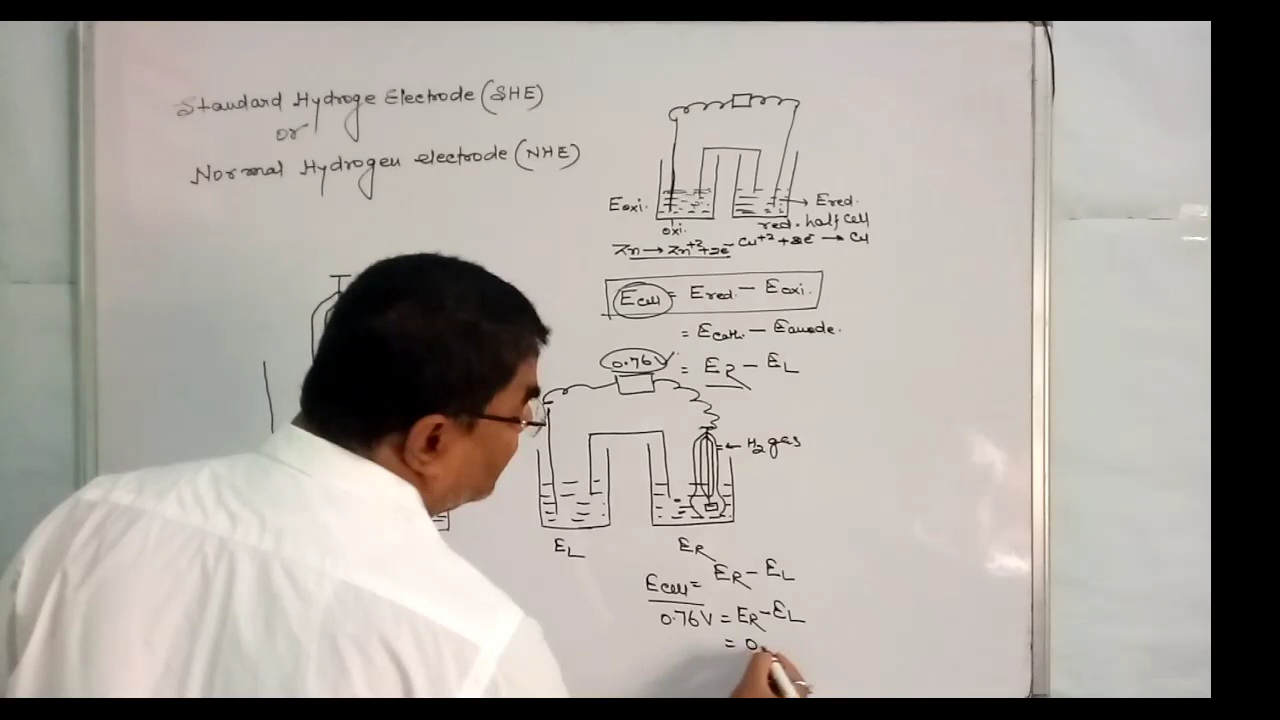 Standard Hydroge Electrode (SHE)
or
Normal Hydrogen electrode (NHE)
Eoxi.
oxi.
Ered.
red. half cell
Zn → Zn+2 + 2e-
Cu+2 + 2e- → Cu
Ecell = Ered. - Eoxi.
= Ecath. - Eanode.
= ER - EL
0.76V
H2 gas
EL
ER
Ecell = ER - EL
0.76V = ER - EL
= 0.